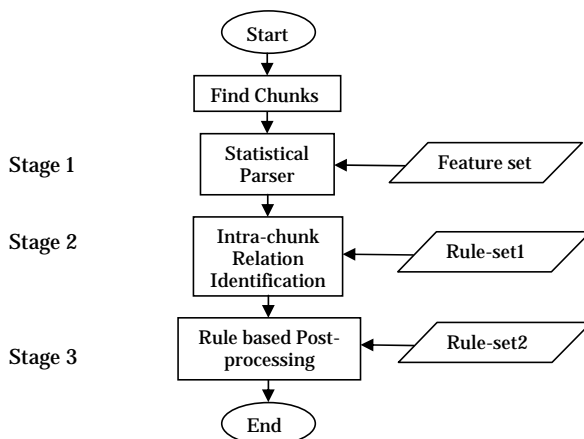 Start
Find Chunks
Stage 1
Statistical
Parser
Feature set
Stage 2
Intra-chunk
Relation
Identification
Rule-set1
Stage 3
Rule based Post-
processing
Rule-set2
End